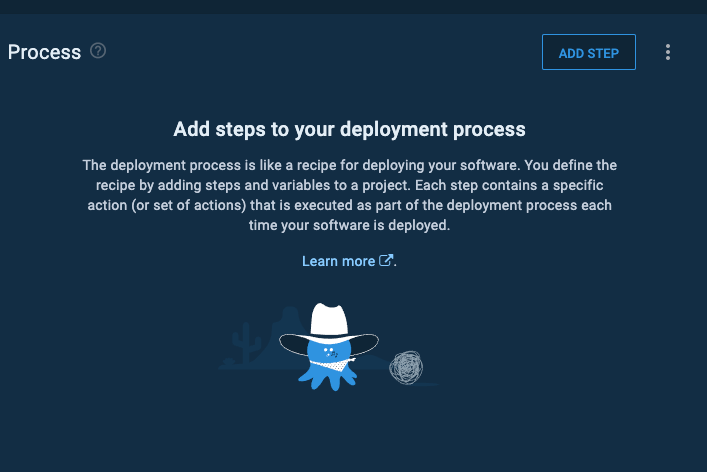 Process ?
ADD STEP
Add steps to your deployment process
The deployment process is like a recipe for deploying your software. You define the
recipe by adding steps and variables to a project. Each step contains a specific
action (or set of actions) that is executed as part of the deployment process each
time your software is deployed.
Learn more .